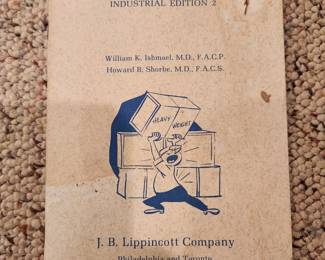 INDUSTRIAL EDITION 2
William K. Ishmael, M.D., F.A.C.P.
Howard B. Shorbe, M.D., F.A.C.S.
HEAVY WEIGHT
J. B. Lippincott Company
Philadelphia and Toronto